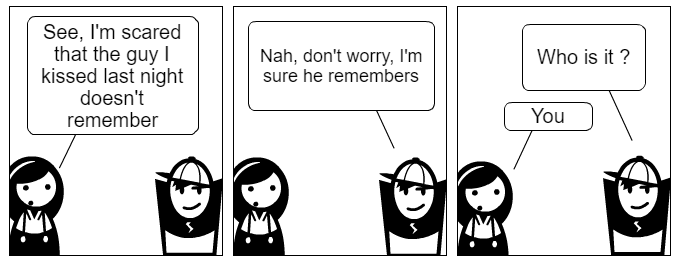 See, I'm scared
that the guy I
kissed last night
doesn't
remember
Nah, don't worry, I'm
sure he remembers
Who is it ?
You